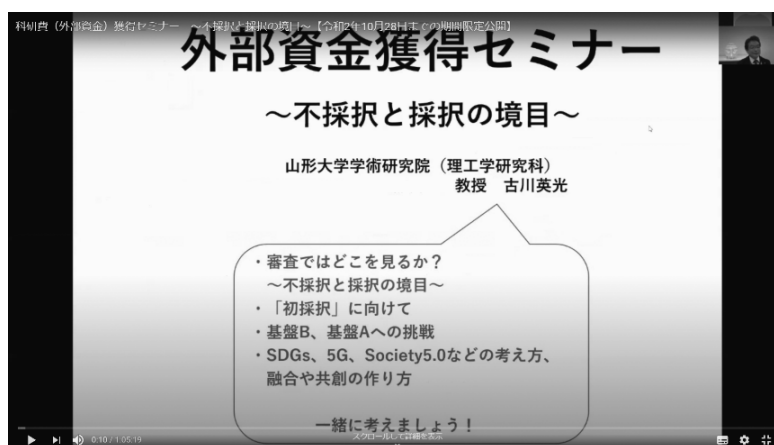 科研費（外部資金）獲得セミナー　～不採択と採択の境目～【令和2年10月28日までの期間限定公開】
外部資金獲得セミナー
～不採択と採択の境目～
山形大学学術研究院（理工学研究科）
教授　古川英光
・審査ではどこを見るか？
～不採択と採択の境目～
・「初採択」に向けて
・基盤B、基盤Aへの挑戦
・SDGs、5G、Society5.0などの考え方、
融合や共創の作り方
一緒に考えましょう！
スクロールして詳細を表示
0:10 / 1:05:19